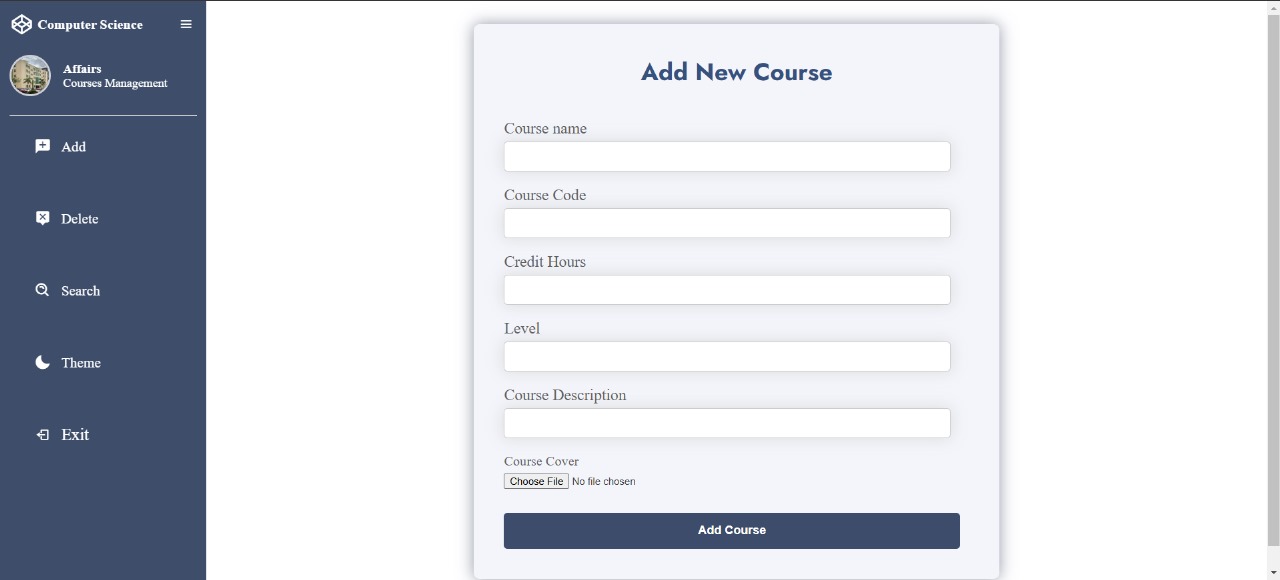 Computer Science
Affairs
Courses Management
Add
Delete
Search
Theme
Exit
Add New Course
Course name
Course Code
Credit Hours
Level
Course Description
Course Cover
Choose File No file chosen
Add Course